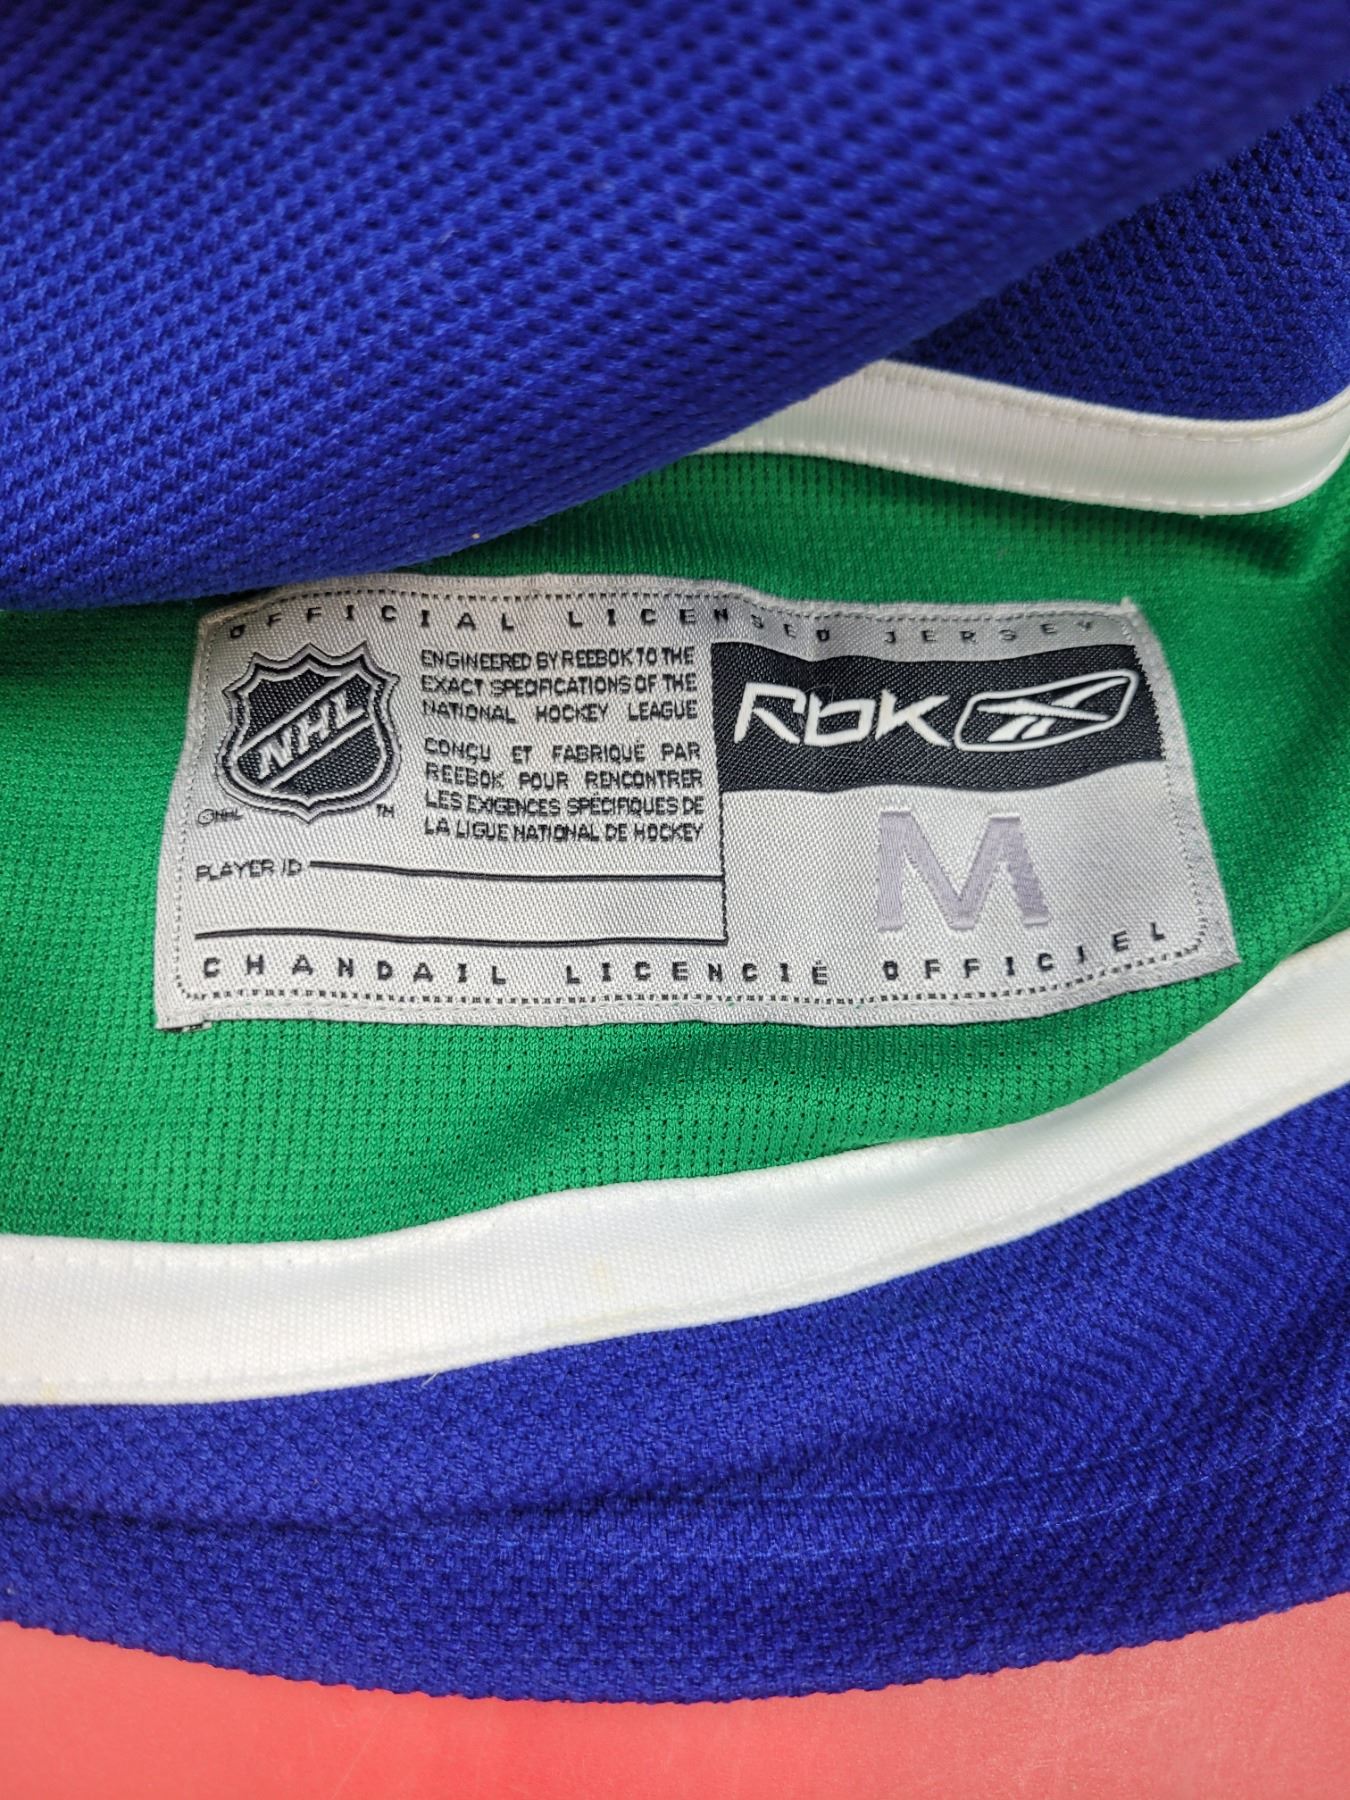 OFFICIAL LICENSED JERSEY
NHL
©NHL
TM
ENGINEERED BY REEBOK TO THE
EXACT SPECIFICATIONS OF THE
NATIONAL HOCKEY LEAGUE
CONÇU ET FABRIQUÉ PAR
REEBOK POUR RENCONTRER
LES EXIGENCES SPÉCIFIQUES DE
LA LIGUE NATIONAL DE HOCKEY
RbK
M
PLAYER ID
CHANDAIL LICENCIÉ OFFICIEL